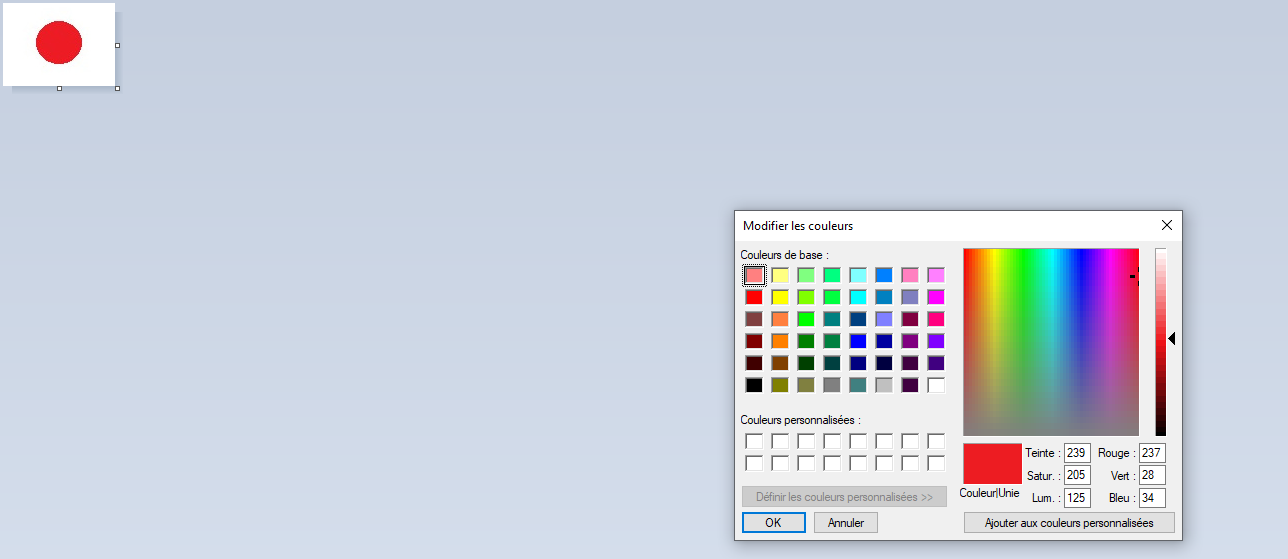 Modifier les couleurs
Couleurs de base :
Couleurs personnalisées :
Définir les couleurs personnalisées >>
OK
Annuler
Couleur|Unie
Teinte : 239
Satur. : 205
Lum. : 125
Rouge : 237
Vert : 28
Bleu : 34
Ajouter aux couleurs personnalisées